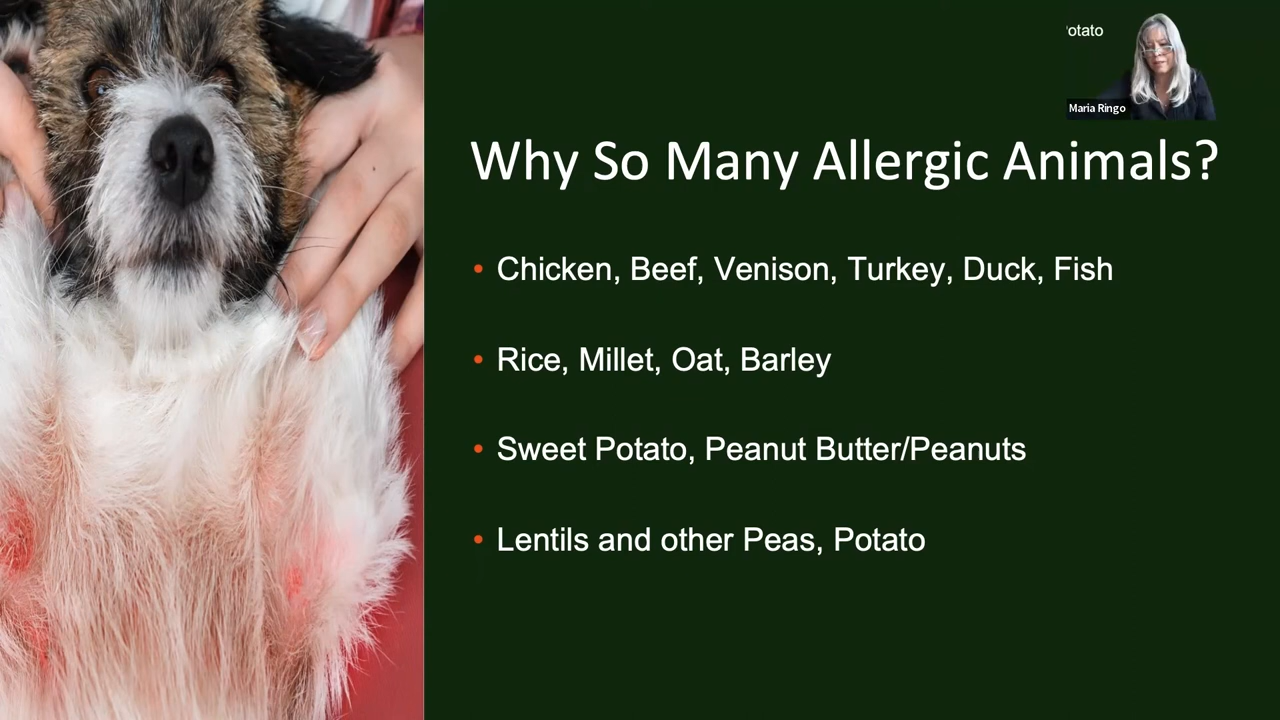 'otato
Maria Ringo
Why So Many Allergic Animals?
• Chicken, Beef, Venison, Turkey, Duck, Fish
• Rice, Millet, Oat, Barley
• Sweet Potato, Peanut Butter/Peanuts
• Lentils and other Peas, Potato